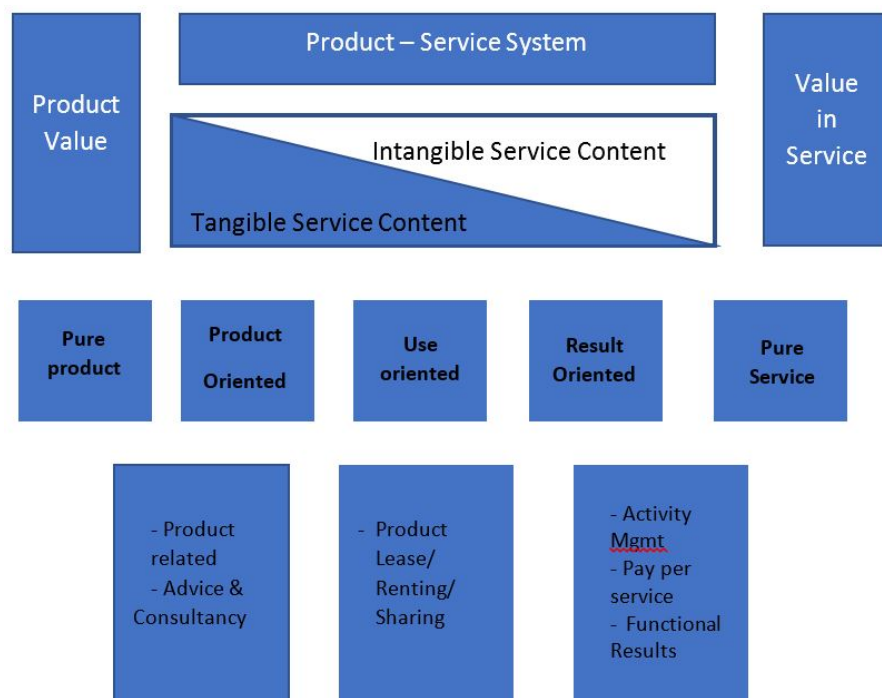 Product – Service System
Product
Value
Value
in
Service
Intangible Service Content
Tangible Service Content
Pure
product
Product
Oriented
Use
oriented
Result
Oriented
Pure
Service
- Product
related
- Advice &
Consultancy
- Product
Lease/
Renting/
Sharing
- Activity
Mgmt
- Pay per
service
- Functional
Results